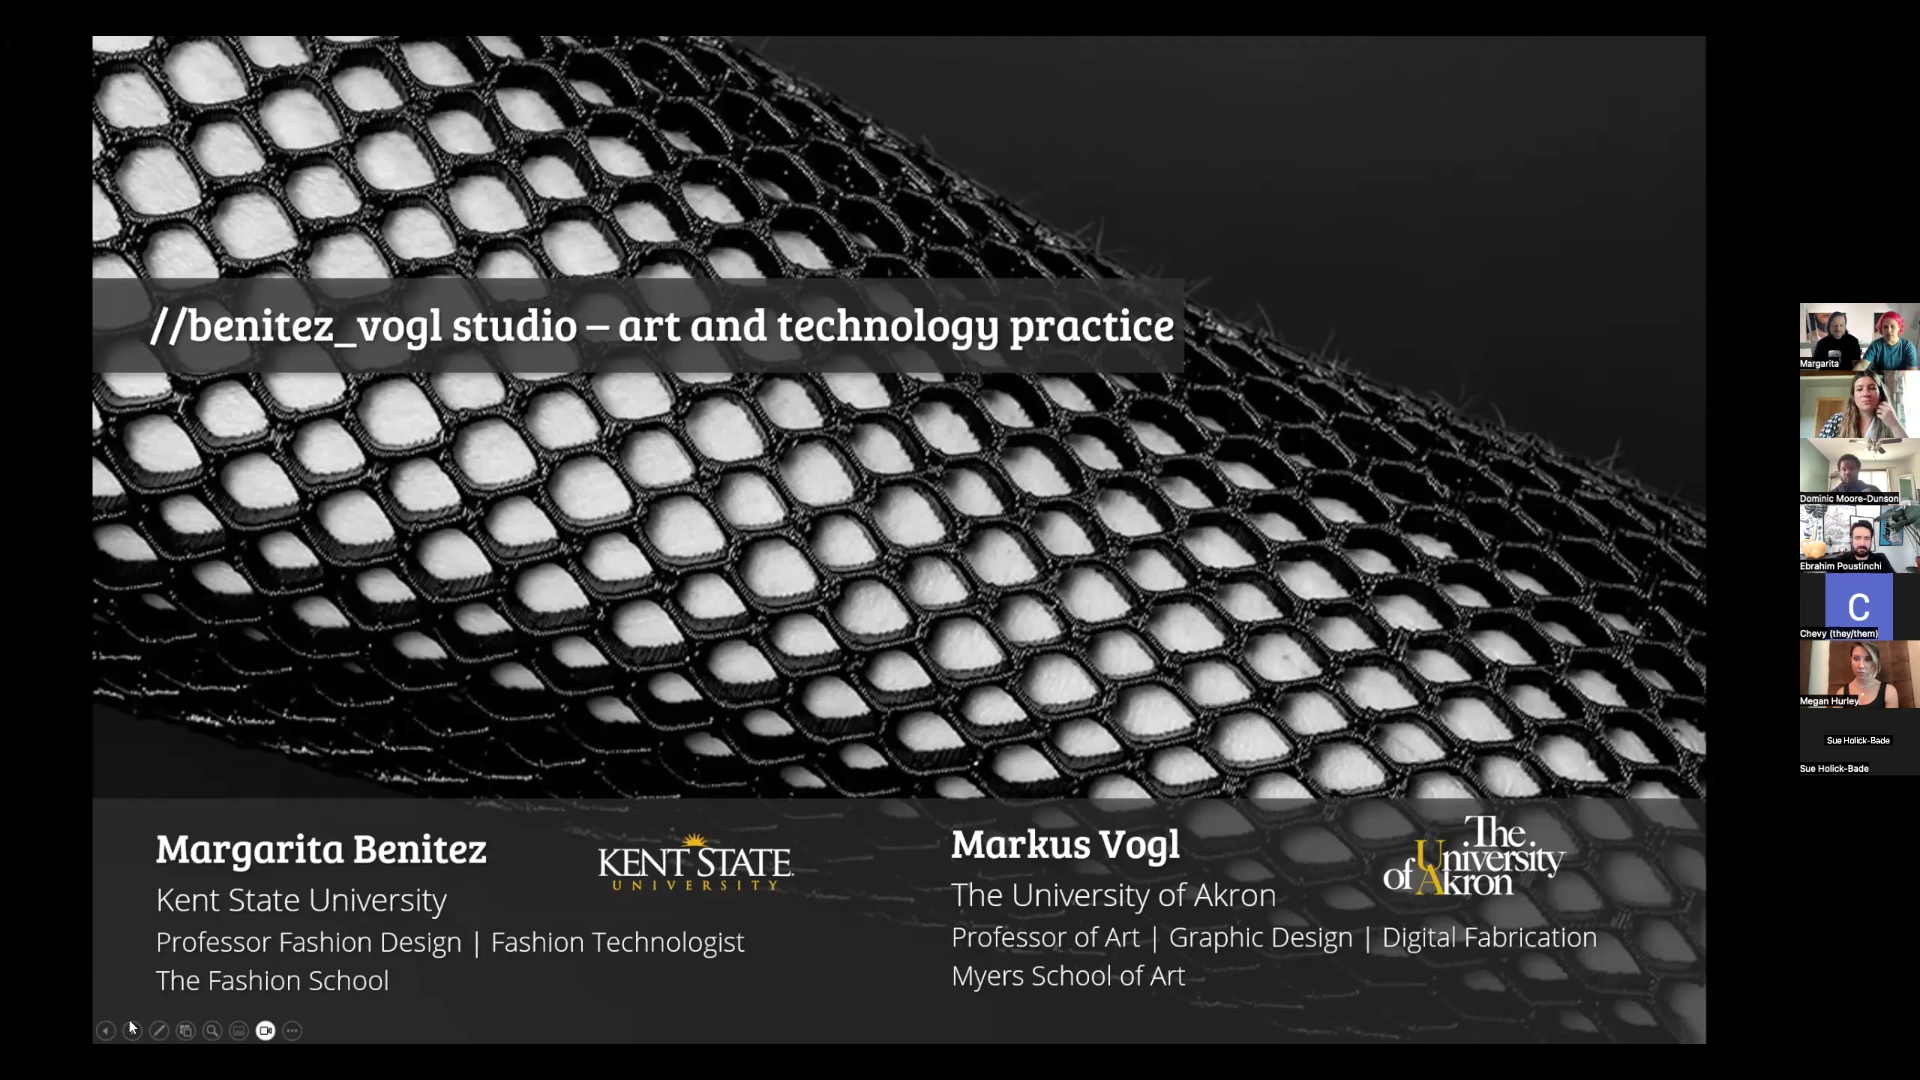 //benitez_vogl studio – art and technology practice
Margarita Benitez
KENT STATE
UNIVERSITY
Kent State University
Professor Fashion Design | Fashion Technologist
The Fashion School
Markus Vogl
The
University
of Akron
The University of Akron
Professor of Art | Graphic Design | Digital Fabrication
Myers School of Art
Margarita
Dominic Moore-Dunson
Ebrahim Poustinchi
C
Chevy (they/them)
Megan Hurley
Sue Holick-Bade
Sue Holick-Bade